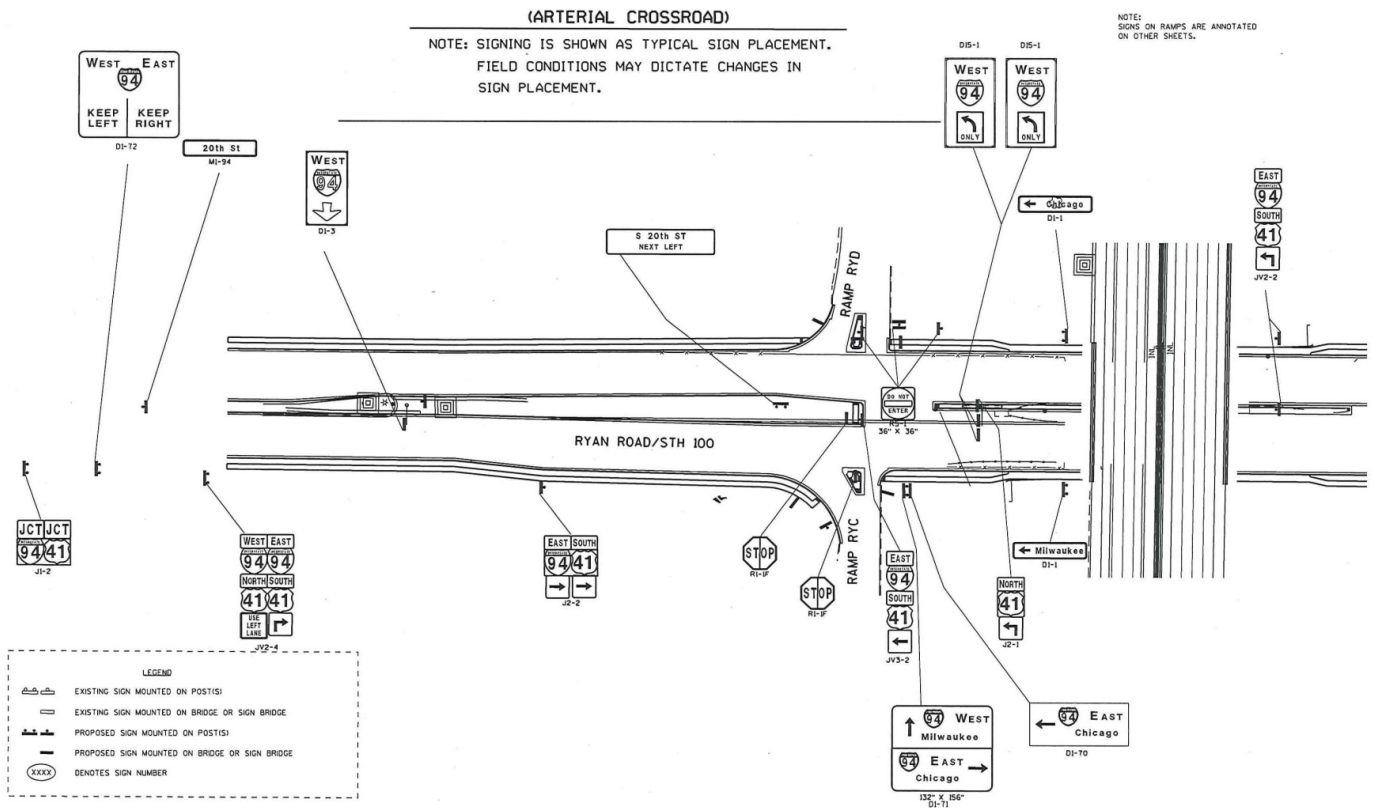 (ARTERIAL CROSSROAD)
NOTE: SIGNING IS SHOWN AS TYPICAL SIGN PLACEMENT.
FIELD CONDITIONS MAY DICTATE CHANGES IN
SIGN PLACEMENT.
NOTE:
SIGNS ON RAMPS ARE ANNOTATED
ON OTHER SHEETS.
WEST EAST
94
KEEP LEFT
KEEP RIGHT
D1-72
20th St
M1-94
WEST
94
D1-3
S 20th ST
NEXT LEFT
D15-1
WEST
94
ONLY
D15-1
WEST
94
ONLY
Chicago
D1-1
EAST
94
SOUTH
41
JV2-2
RAMP RYD
DO NOT
ENTER
R5-1
36" X 36"
INL
INL
RYAN ROAD/STH 100
RAMP RYC
JCT JCT
94 41
J1-2
WEST EAST
94 94
NORTH SOUTH
41 41
USE
LEFT
LANE
JV2-4
EAST SOUTH
94 41
J2-2
STOP
R1-1F
STOP
R1-1F
EAST
94
SOUTH
41
JV3-2
NORTH
41
J2-1
Milwaukee
D1-1
94 WEST
Milwaukee
94 EAST
Chicago
132" X 156"
D1-71
94 EAST
Chicago
D1-70
LEGEND
EXISTING SIGN MOUNTED ON POST(S)
EXISTING SIGN MOUNTED ON BRIDGE OR SIGN BRIDGE
PROPOSED SIGN MOUNTED ON POST(S)
PROPOSED SIGN MOUNTED ON BRIDGE OR SIGN BRIDGE
XXXX DENOTES SIGN NUMBER